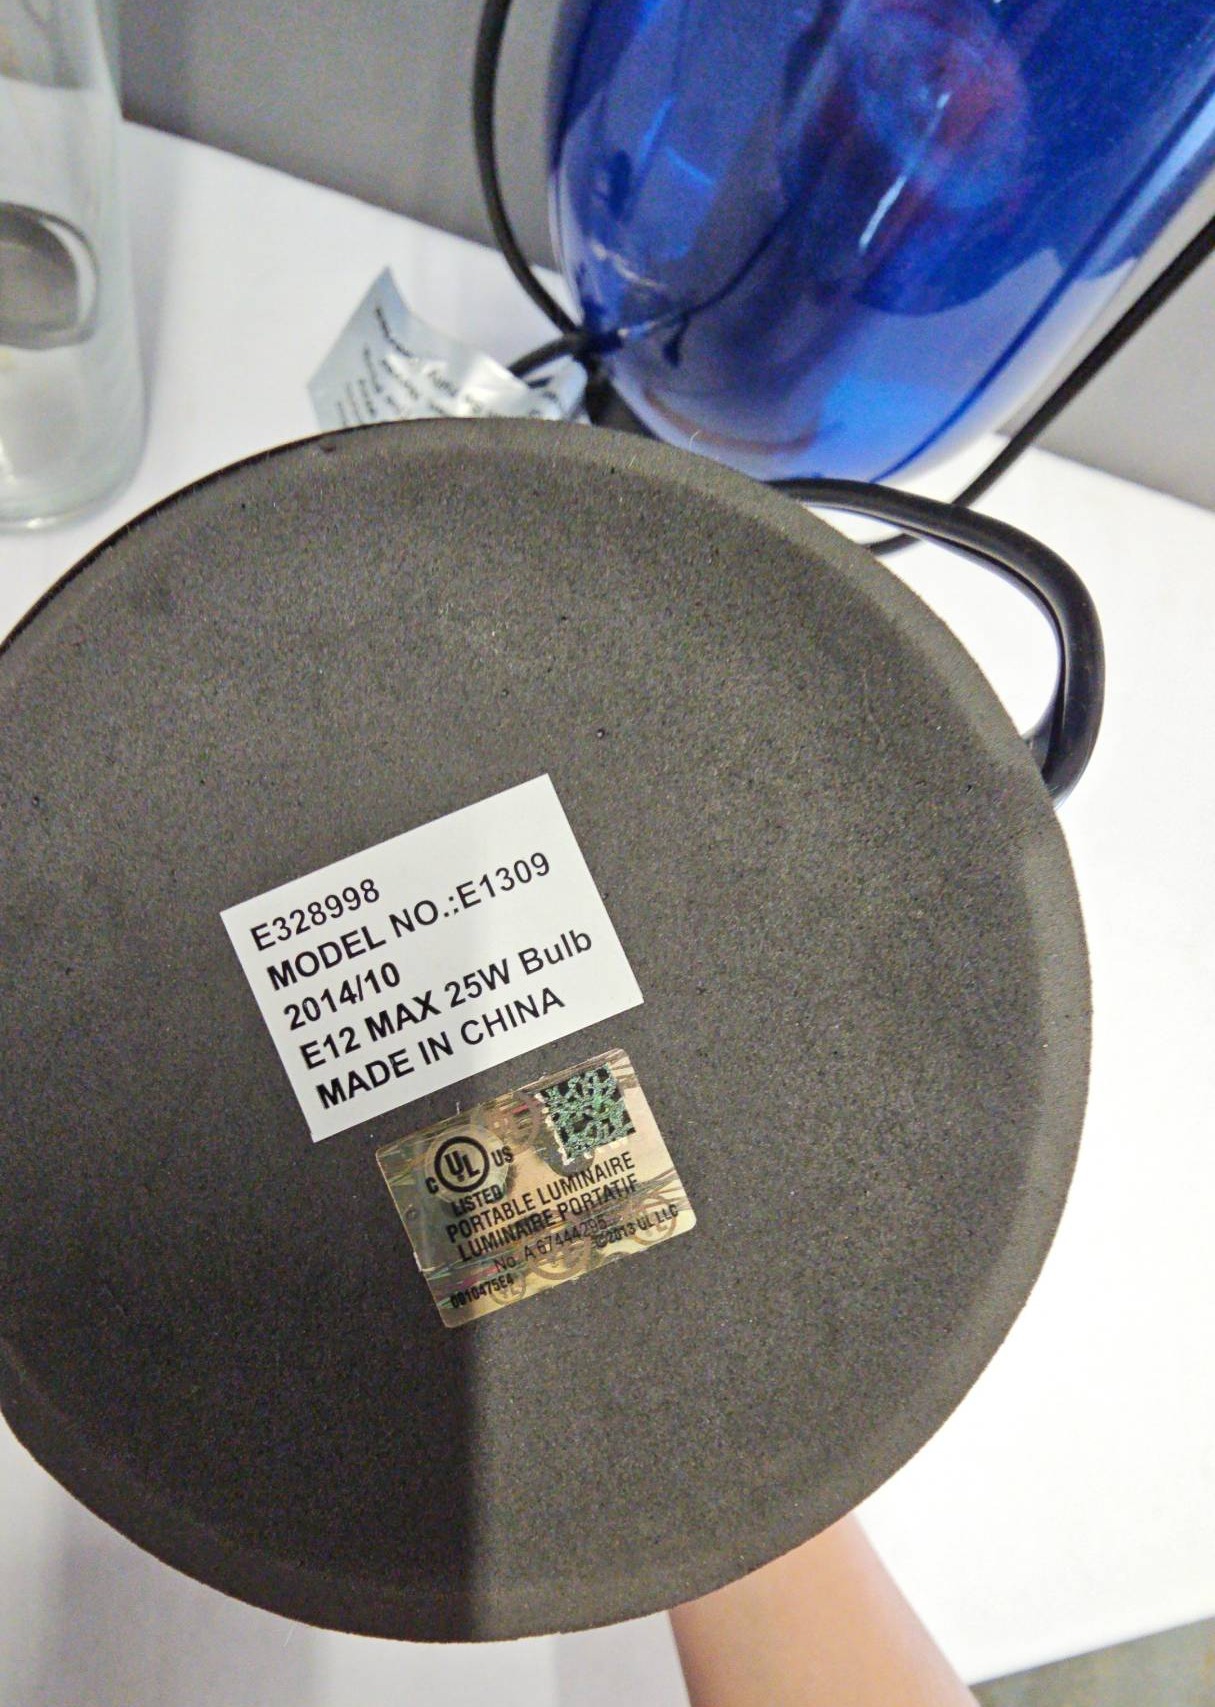 E328998
MODEL NO.:E1309
2014/10
E12 MAX 25W Bulb
MADE IN CHINA
C UL US
LISTED
PORTABLE LUMINAIRE
LUMINAIRE PORTATIF
No. A 67444295
©2013 UL LLC
0010475E4